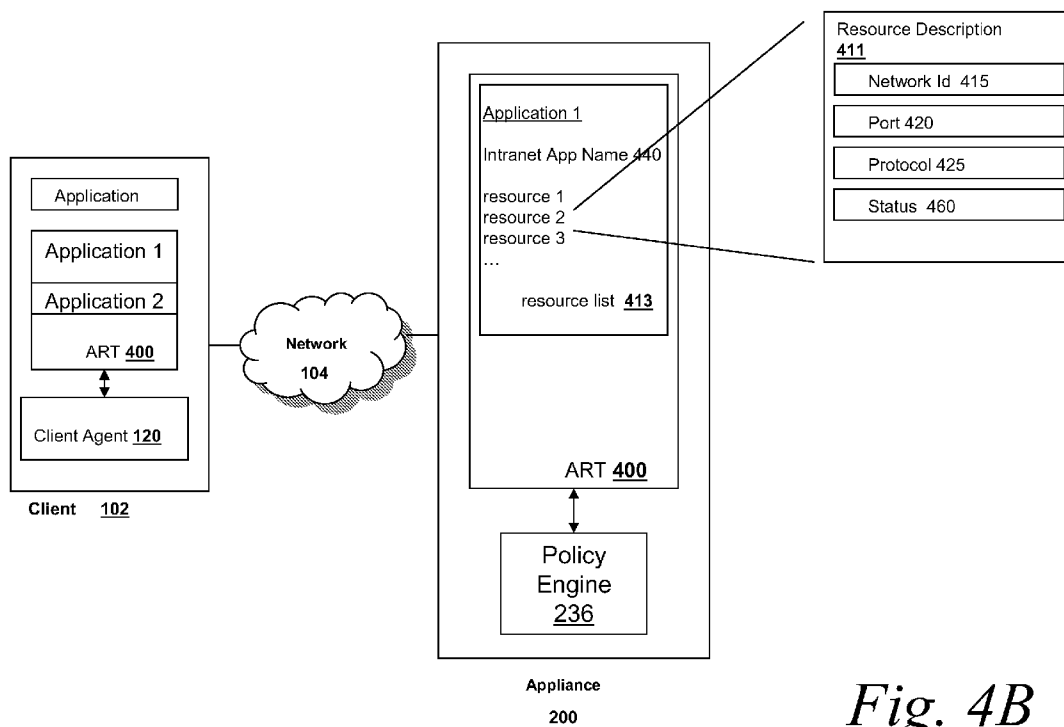 Application
Application 1
Application 2
ART 400
Client Agent 120
Client 102
Network
104
Application 1
Intranet App Name 440
resource 1
resource 2
resource 3
...
resource list 413
ART 400
Policy
Engine
236
Appliance
200
Resource Description
411
Network Id 415
Port 420
Protocol 425
Status 460
Fig. 4B